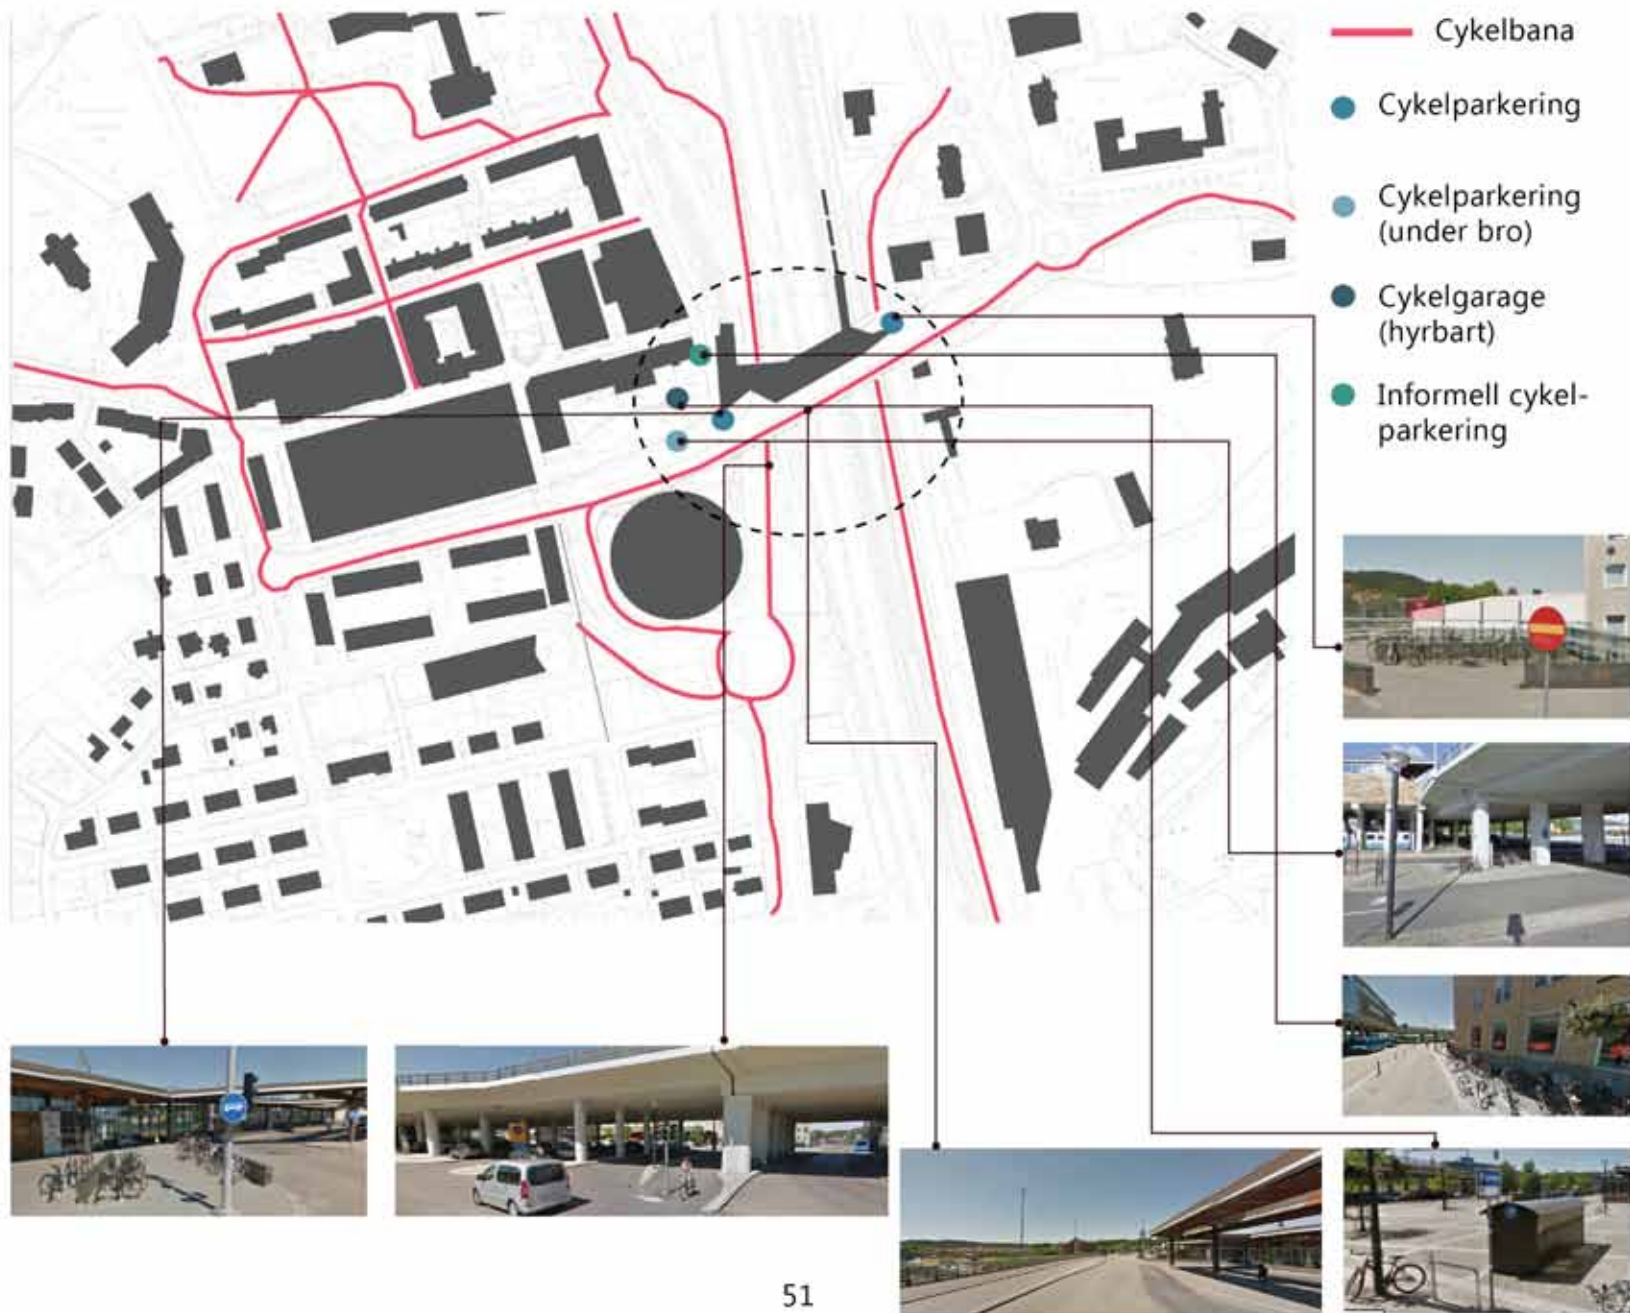 Cykelbana
Cykelparkering
Cykelparkering
(under bro)
Cykelgarage
(hyrbart)
Informell cykel-
parkering
51